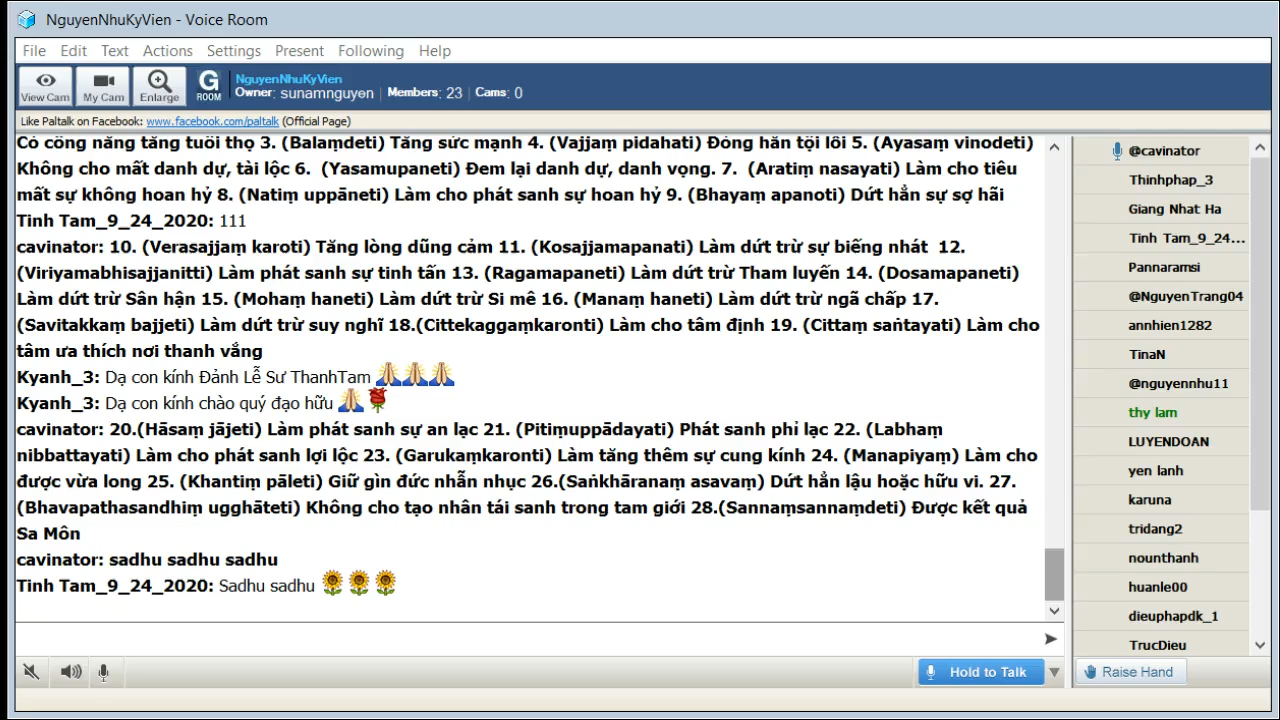 NguyenNhuKyVien - Voice Room
File Edit Text Actions Settings Present Following Help
View Cam My Cam Enlarge G ROOM NguyenNhuKyVien
Owner: sunamnguyen | Members: 23 | Cams: 0
Like Paltalk on Facebook: www.facebook.com/paltalk (Official Page)
Có công năng tăng tuổi thọ 3. (Balaṃdeti) Tăng sức mạnh 4. (Vajjaṃ pidahati) Đóng hẳn tội lỗi 5. (Ayasaṃ vinodeti)
Không cho mất danh dự, tài lộc 6. (Yasamupaneti) Đem lại danh dự, danh vọng. 7. (Aratiṃ nasayati) Làm cho tiêu
mất sự không hoan hỷ 8. (Natiṃ uppāneti) Làm cho phát sanh sự hoan hỷ 9. (Bhayaṃ apanoti) Dứt hẳn sự sợ hãi
Tinh Tam_9_24_2020: 111
cavinator: 10. (Verasajjaṃ karoti) Tăng lòng dũng cảm 11. (Kosajjamapanati) Làm dứt trừ sự biếng nhát 12.
(Viriyamabhisajjanitti) Làm phát sanh sự tinh tấn 13. (Ragamapaneti) Làm dứt trừ Tham luyến 14. (Dosamapaneti)
Làm dứt trừ Sân hận 15. (Mohaṃ haneti) Làm dứt trừ Si mê 16. (Manaṃ haneti) Làm dứt trừ ngã chấp 17.
(Savitakkaṃ bajjeti) Làm dứt trừ suy nghĩ 18.(Cittekaggaṃkaronti) Làm cho tâm định 19. (Cittaṃ saṅtayati) Làm cho
tâm ưa thích nơi thanh vắng
Kyanh_3: Dạ con kính Đảnh Lễ Sư ThanhTam 🙏🙏🙏
Kyanh_3: Dạ con kính chào quý đạo hữu 🙏🌹
cavinator: 20.(Hāsaṃ jājeti) Làm phát sanh sự an lạc 21. (Pitiṃuppādayati) Phát sanh phỉ lạc 22. (Labhaṃ
nibbattayati) Làm cho phát sanh lợi lộc 23. (Garukaṃkaronti) Làm tăng thêm sự cung kính 24. (Manapiyaṃ) Làm cho
được vừa long 25. (Khantiṃ pāleti) Giữ gìn đức nhẫn nhục 26.(Saṅkhāranaṃ asavaṃ) Dứt hẳn lậu hoặc hữu vi. 27.
(Bhavapathasandhiṃ ugghāteti) Không cho tạo nhân tái sanh trong tam giới 28.(Sannaṃsannaṃdeti) Được kết quả
Sa Môn
cavinator: sadhu sadhu sadhu
Tinh Tam_9_24_2020: Sadhu sadhu 🌻🌻🌻
@cavinator
Thinhphap_3
Giang Nhat Ha
Tinh Tam_9_24...
Pannaramsi
@NguyenTrang04
annhien1282
TinaN
@nguyennhu11
thy lam
LUYENDOAN
yen lanh
karuna
tridang2
nounthanh
huanle00
dieuphapdk_1
TrucDieu
Hold to Talk
Raise Hand